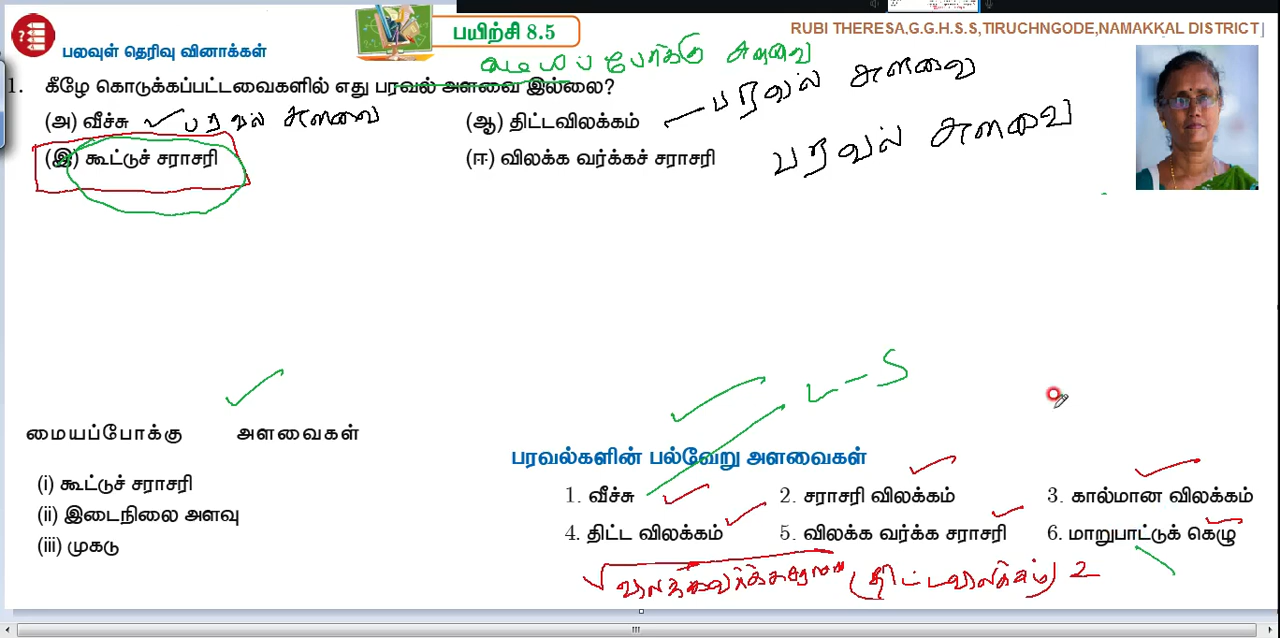 RUBI THERESA,G.G.H.S.S,TIRUCHNGODE,NAMAKKAL DISTRICT
பலவுள் தெரிவு வினாக்கள்
பயிற்சி 8.5
மையப்போக்கு அளவை
1. கீழே கொடுக்கப்பட்டவைகளில் எது பரவல் அளவை இல்லை?
(அ) வீச்சு பரவல் அளவை
(ஆ) திட்டவிலக்கம் பரவல் அளவை
(இ) கூட்டுச் சராசரி
(ஈ) விலக்க வர்க்கச் சராசரி பரவல் அளவை
L-S
மையப்போக்கு அளவைகள்
(i) கூட்டுச் சராசரி
(ii) இடைநிலை அளவு
(iii) முகடு
பரவல்களின் பல்வேறு அளவைகள்
1. வீச்சு 2. சராசரி விலக்கம் 3. கால்மான விலக்கம்
4. திட்ட விலக்கம் 5. விலக்க வர்க்க சராசரி 6. மாறுபாட்டுக் கெழு
(திட்டவிலக்கம்) 2